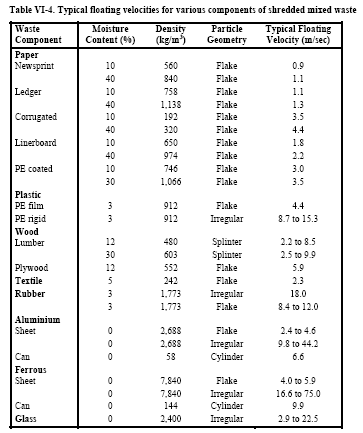 Table VI-4. Typical floating velocities for various components of shredded mixed waste
Waste Component Moisture Content (%) Density (kg/m³) Particle Geometry Typical Floating Velocity (m/sec)
Paper
Newsprint 10 560 Flake 0.9
40 840 Flake 1.1
Ledger 10 758 Flake 1.1
40 1,138 Flake 1.3
Corrugated 10 192 Flake 3.5
40 320 Flake 4.4
Linerboard 10 650 Flake 1.8
40 974 Flake 2.2
PE coated 10 746 Flake 3.0
30 1,066 Flake 3.5
Plastic
PE film 3 912 Flake 4.4
PE rigid 3 912 Irregular 8.7 to 15.3
Wood
Lumber 12 480 Splinter 2.2 to 8.5
30 603 Splinter 2.5 to 9.9
Plywood 12 552 Flake 5.9
Textile 5 242 Flake 2.3
Rubber 3 1,773 Irregular 18.0
3 1,773 Flake 8.4 to 12.0
Aluminium
Sheet 0 2,688 Flake 2.4 to 4.6
0 2,688 Irregular 9.8 to 44.2
Can 0 58 Cylinder 6.6
Ferrous
Sheet 0 7,840 Flake 4.0 to 5.9
0 7,840 Irregular 16.6 to 75.0
Can 0 144 Cylinder 9.9
Glass 0 2,400 Irregular 2.9 to 22.5